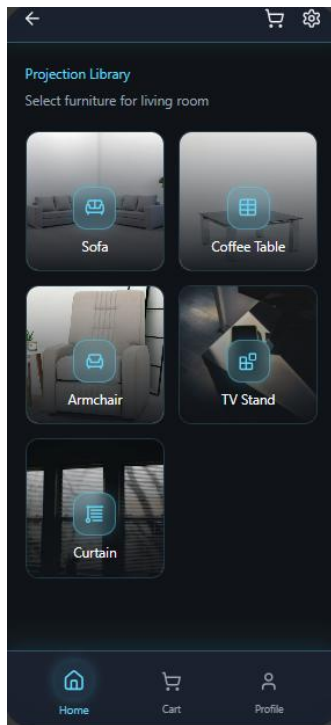 Projection Library
Select furniture for living room
Sofa
Coffee Table
Armchair
TV Stand
Curtain
Home
Cart
Profile